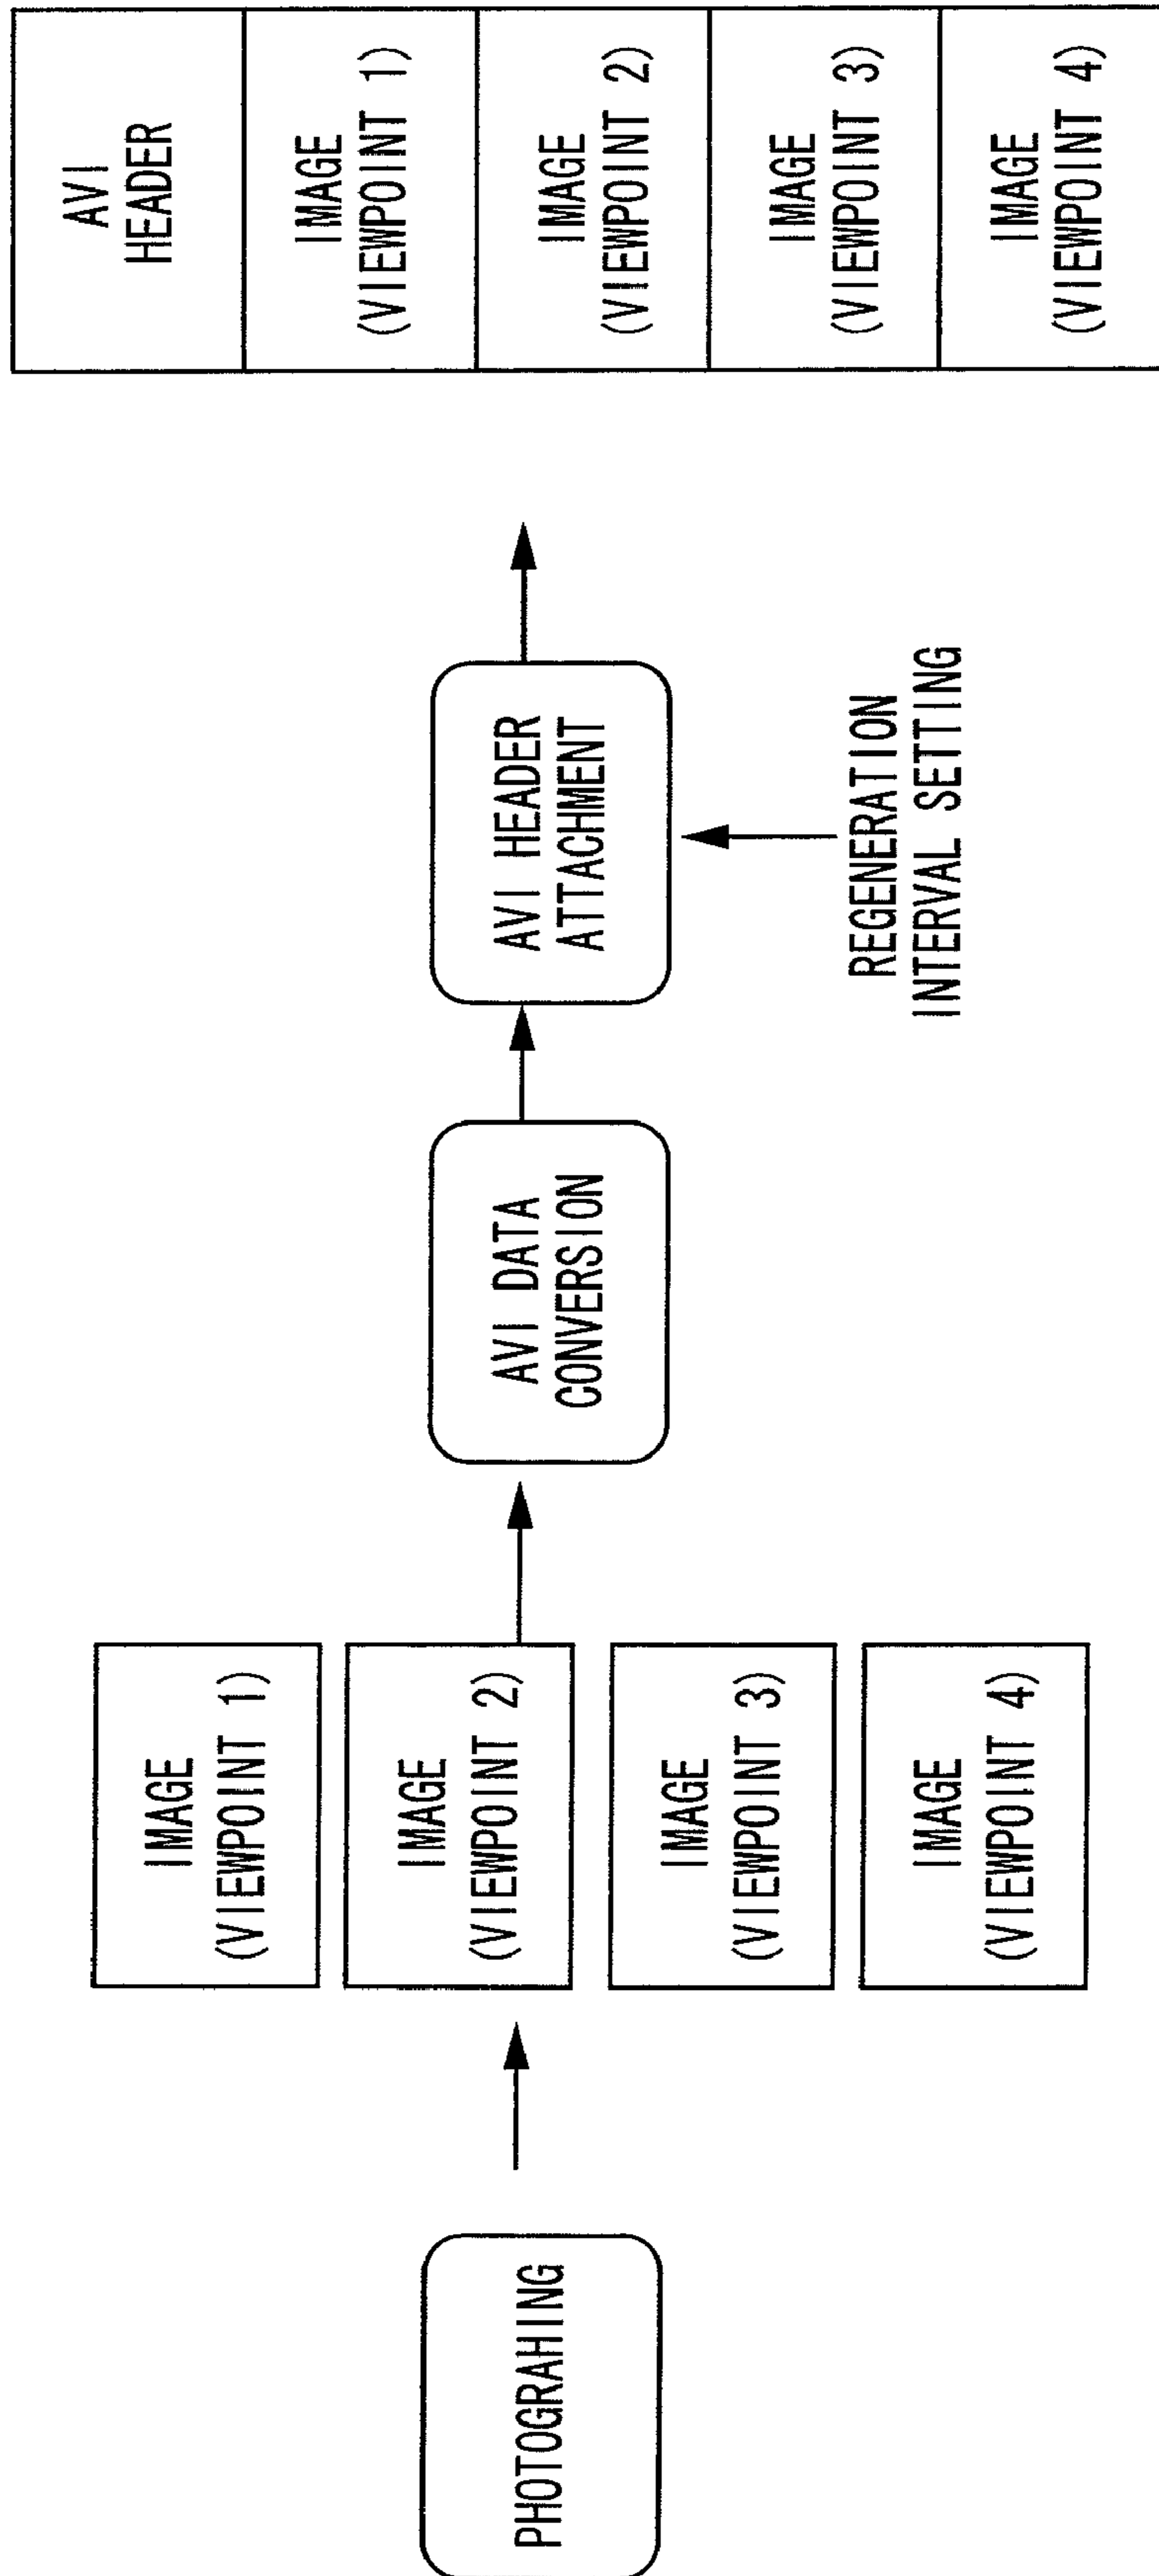 PHOTOGRAHING
IMAGE
(VIEWPOINT 1)
IMAGE
(VIEWPOINT 2)
IMAGE
(VIEWPOINT 3)
IMAGE
(VIEWPOINT 4)
AVI DATA
CONVERSION
AVI HEADER
ATTACHMENT
REGENERATION
INTERVAL SETTING
AVI
HEADER
IMAGE
(VIEWPOINT 1)
IMAGE
(VIEWPOINT 2)
IMAGE
(VIEWPOINT 3)
IMAGE
(VIEWPOINT 4)